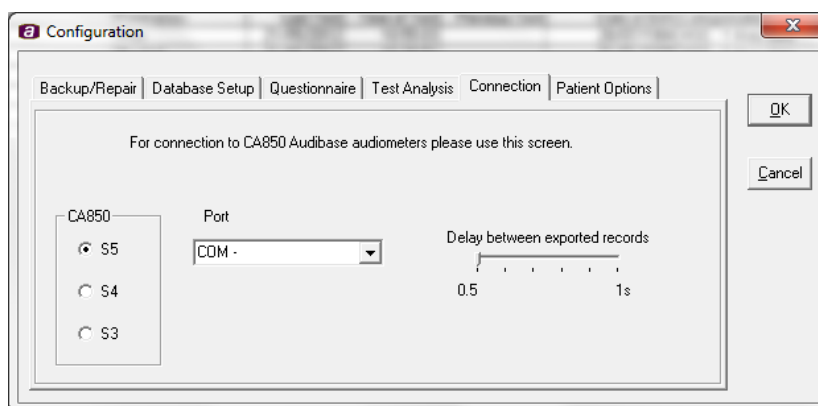 Configuration
Backup/Repair Database Setup Questionnaire Test Analysis Connection Patient Options
OK
For connection to CA850 Audibase audiometers please use this screen.
Cancel
CA850
Port
S5
COM -
Delay between exported records
S4
0.5 1s
S3